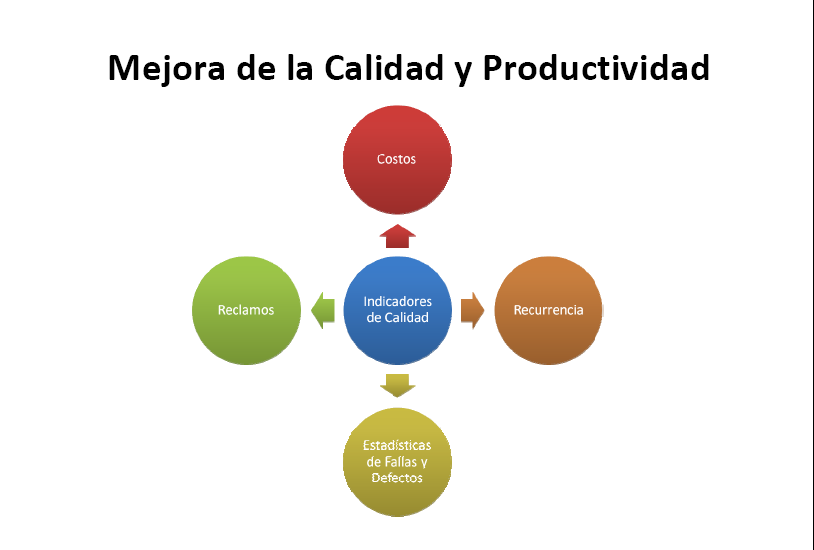 Mejora de la Calidad y Productividad
Costos
Reclamos
Indicadores
de Calidad
Recurrencia
Estadísticas
de Fallas y
Defectos